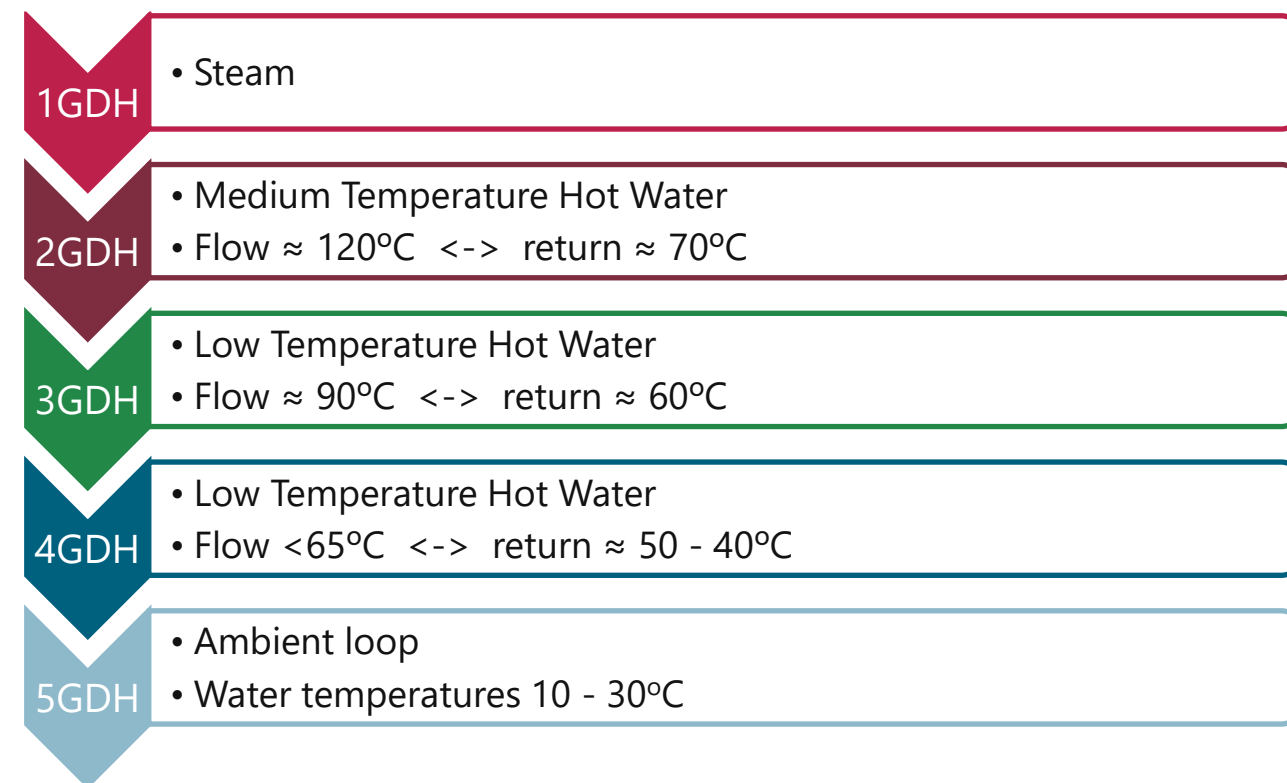 1GDH
• Steam
2GDH
• Medium Temperature Hot Water
• Flow ≈ 120ºC <-> return ≈ 70ºC
3GDH
• Low Temperature Hot Water
• Flow ≈ 90ºC <-> return ≈ 60ºC
4GDH
• Low Temperature Hot Water
• Flow <65ºC <-> return ≈ 50 - 40ºC
5GDH
• Ambient loop
• Water temperatures 10 - 30ºC